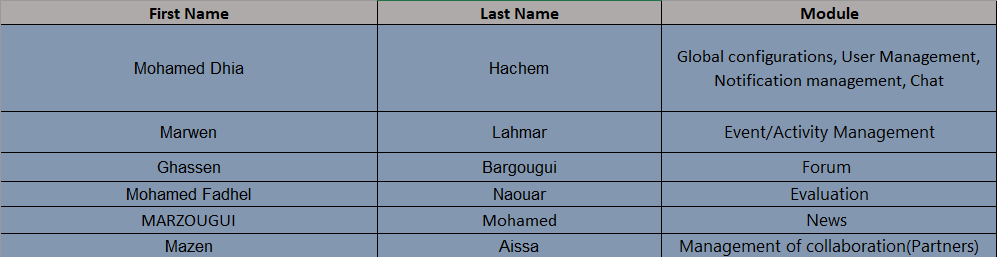 First Name Last Name Module
Mohamed Dhia Hachem Global configurations, User Management,
Notification management, Chat
Marwen Lahmar Event/Activity Management
Ghassen Bargougui Forum
Mohamed Fadhel Naouar Evaluation
MARZOUGUI Mohamed News
Mazen Aissa Management of collaboration(Partners)